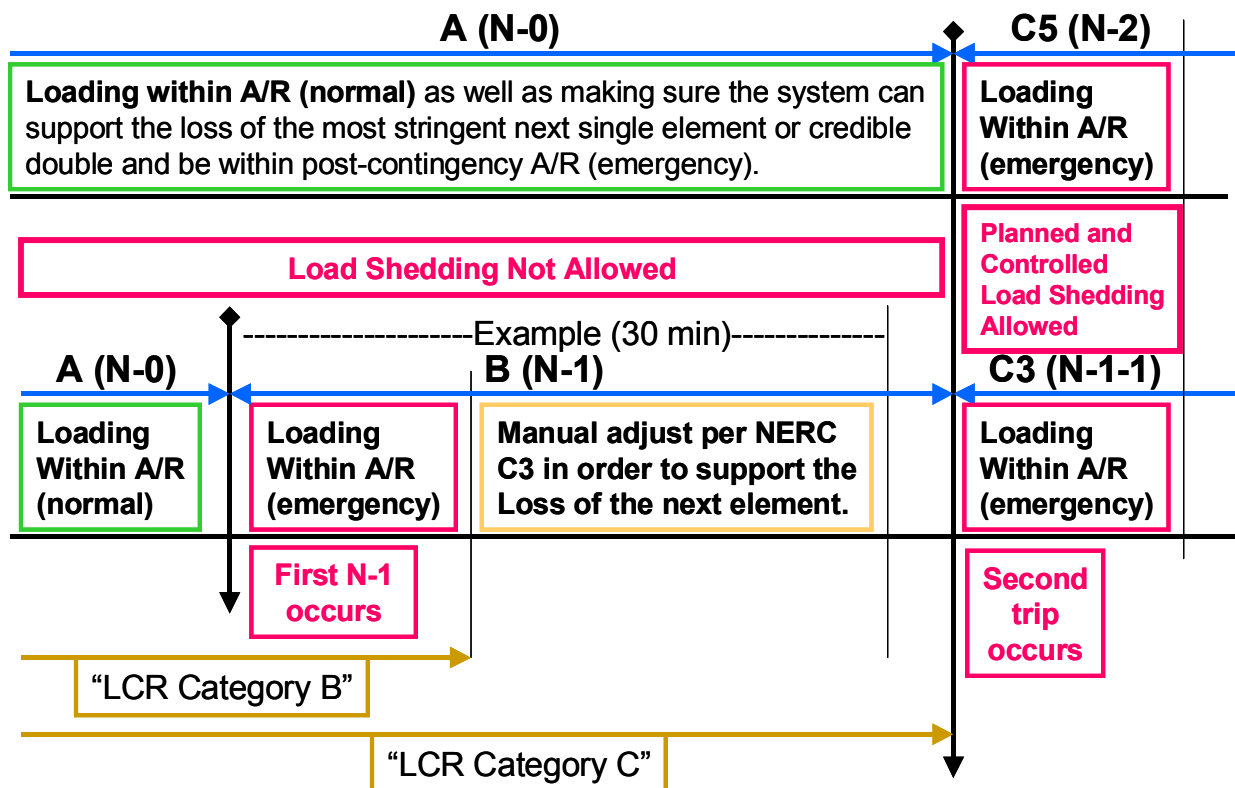 A (N-0)
C5 (N-2)
Loading within A/R (normal) as well as making sure the system can
support the loss of the most stringent next single element or credible
double and be within post-contingency A/R (emergency).
Loading
Within A/R
(emergency)
Load Shedding Not Allowed
Planned and
Controlled
Load Shedding
Allowed
--------------------Example (30 min)--------------
A (N-0)
B (N-1)
C3 (N-1-1)
Loading
Within A/R
(normal)
Loading
Within A/R
(emergency)
Manual adjust per NERC
C3 in order to support the
Loss of the next element.
Loading
Within A/R
(emergency)
First N-1
occurs
Second
trip
occurs
“LCR Category B”
“LCR Category C”